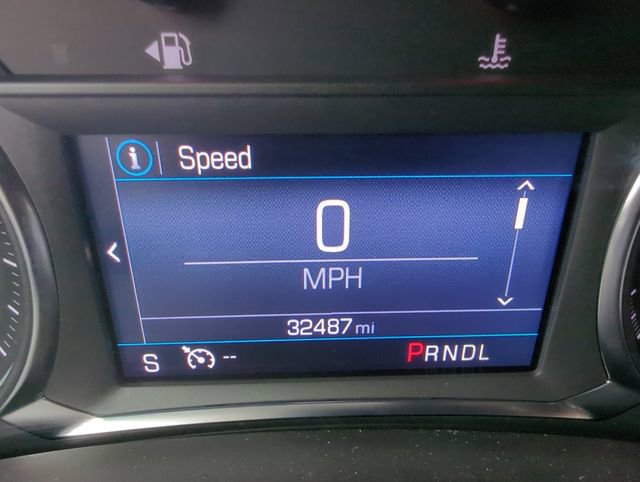 i Speed
0
MPH
32487 mi
S -- PRNDL